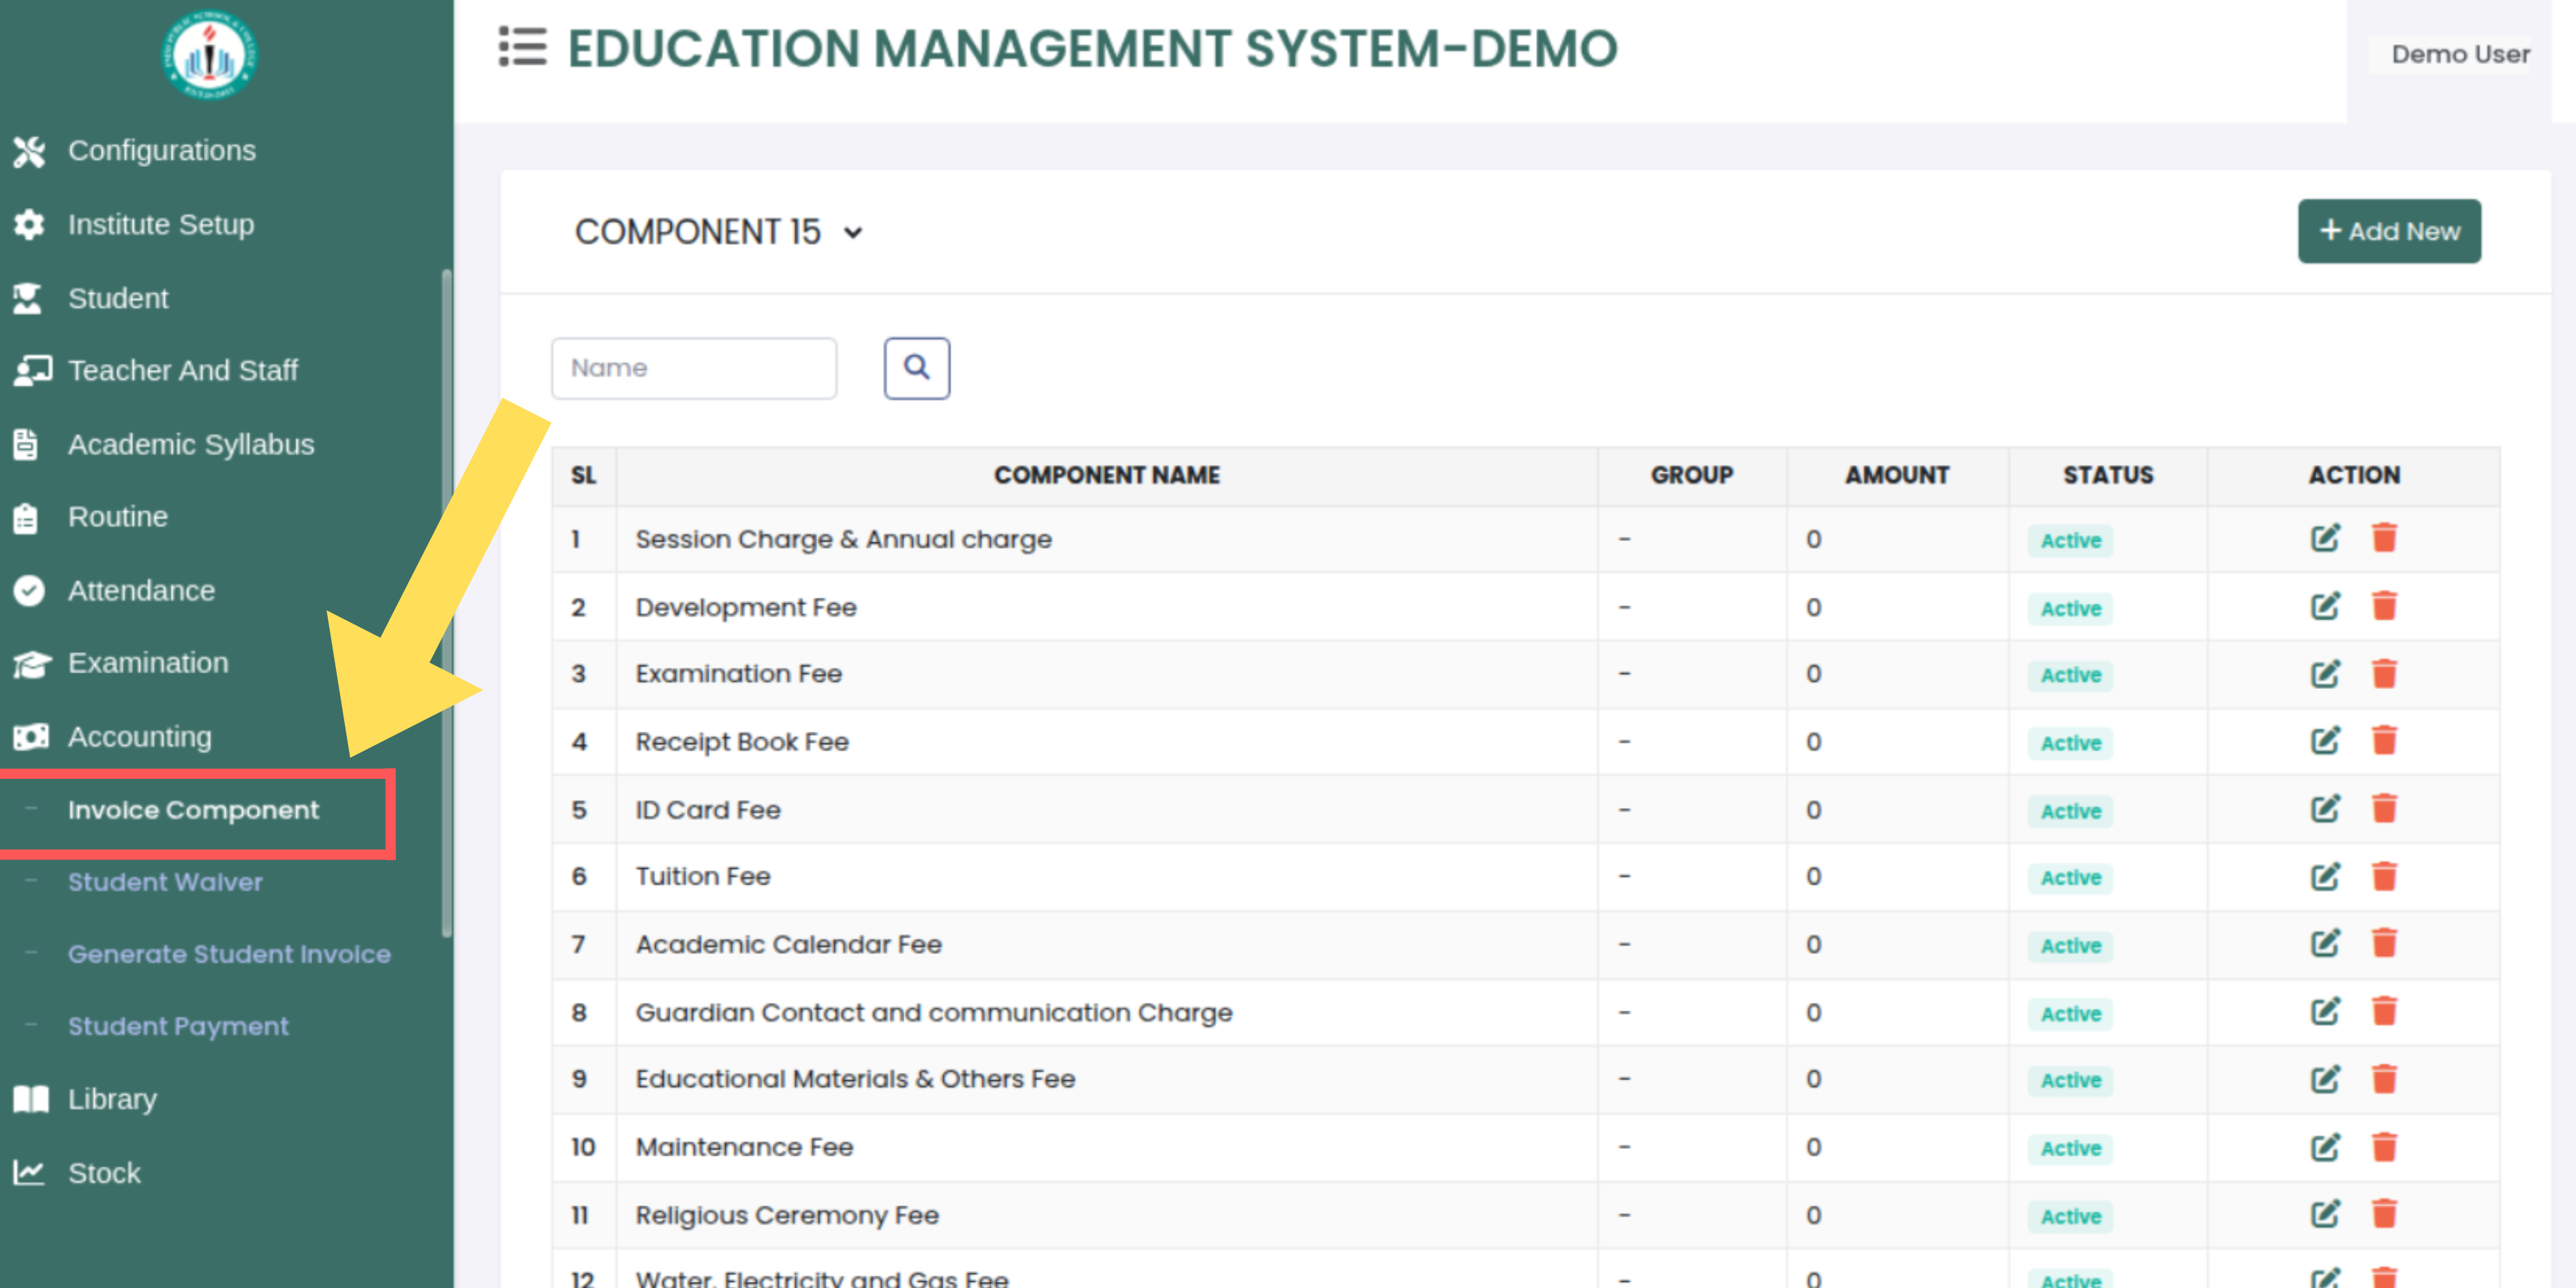 EDUCATION MANAGEMENT SYSTEM-DEMO
Demo User
Configurations
Institute Setup
Student
Teacher And Staff
Academic Syllabus
Routine
Attendance
Examination
Accounting
Invoice Component
Student Waiver
Generate Student Invoice
Student Payment
Library
Stock
COMPONENT 15
+ Add New
Name
SL COMPONENT NAME GROUP AMOUNT STATUS ACTION
1 Session Charge & Annual charge - 0 Active
2 Development Fee - 0 Active
3 Examination Fee - 0 Active
4 Receipt Book Fee - 0 Active
5 ID Card Fee - 0 Active
6 Tuition Fee - 0 Active
7 Academic Calendar Fee - 0 Active
8 Guardian Contact and communication Charge - 0 Active
9 Educational Materials & Others Fee - 0 Active
10 Maintenance Fee - 0 Active
11 Religious Ceremony Fee - 0 Active
12 Water, Electricity and Gas Fee - 0 Active